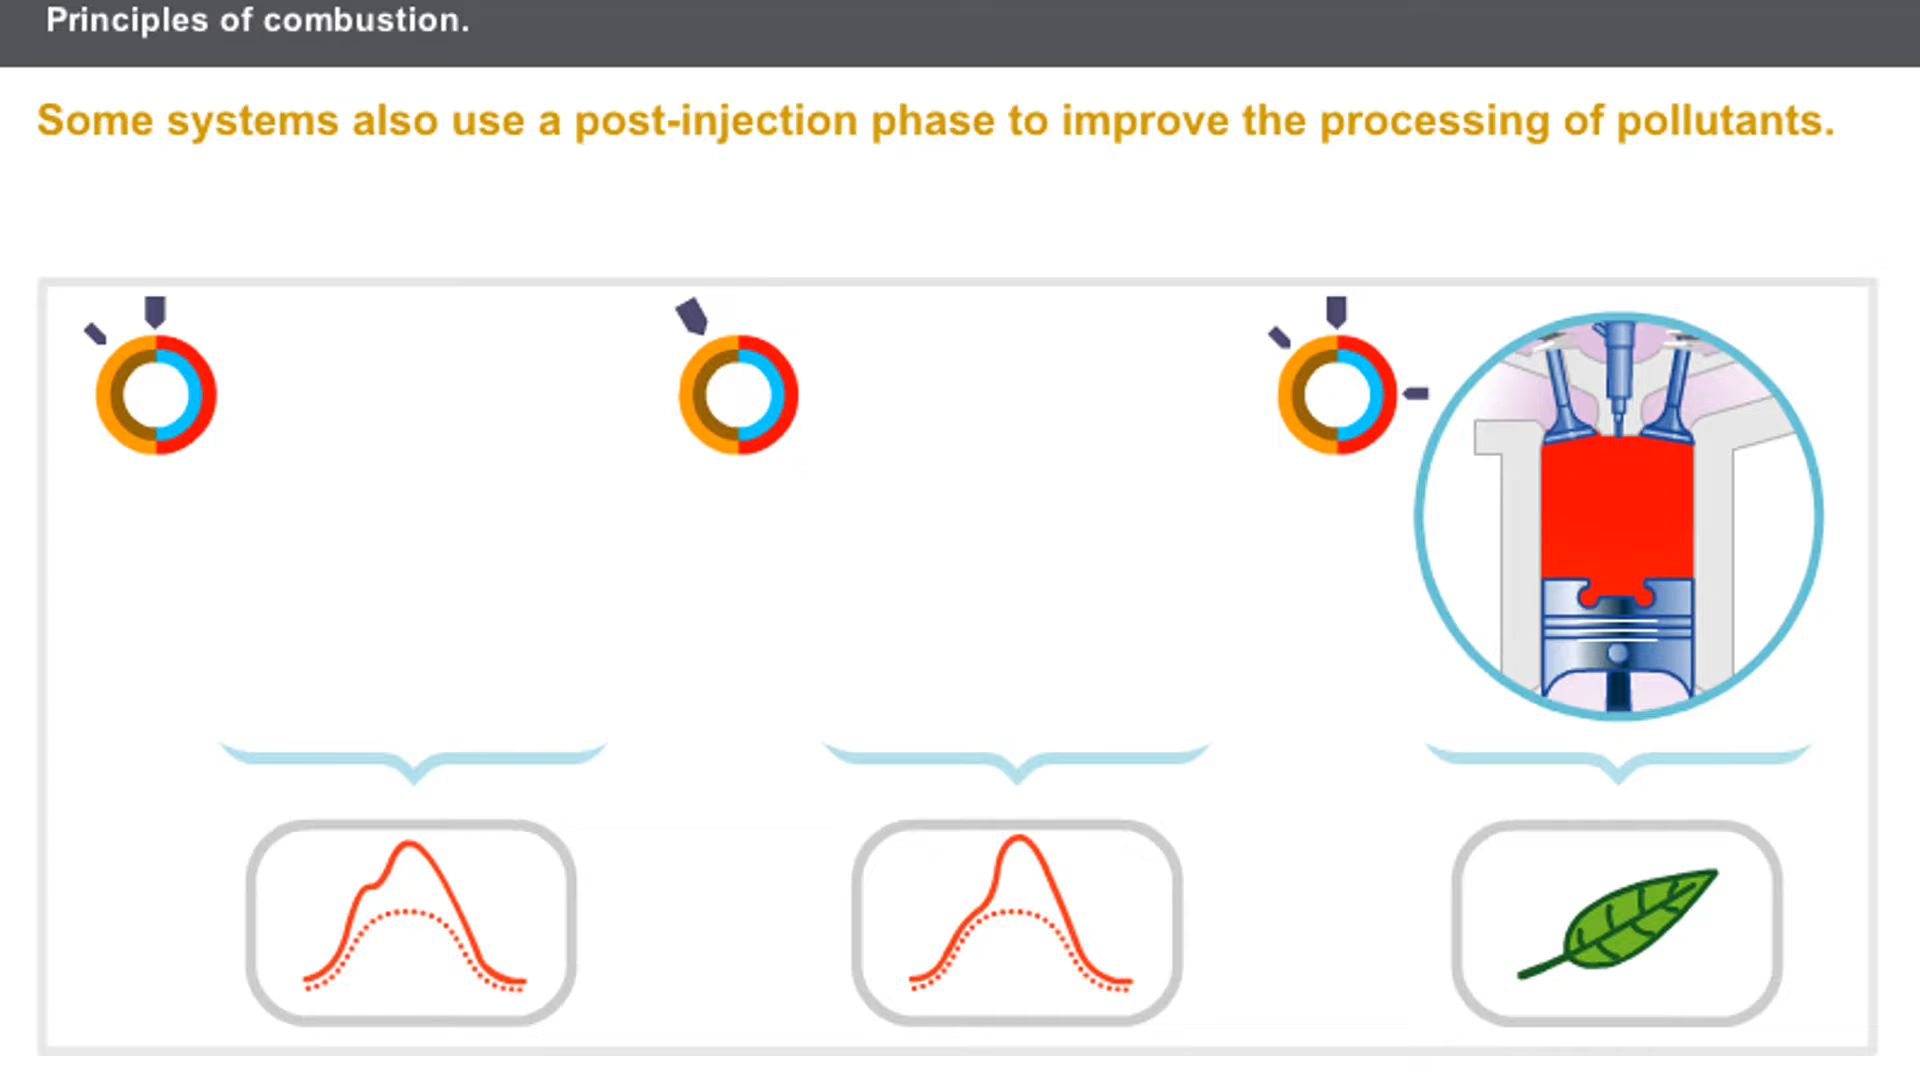 Principles of combustion.
Some systems also use a post-injection phase to improve the processing of pollutants.